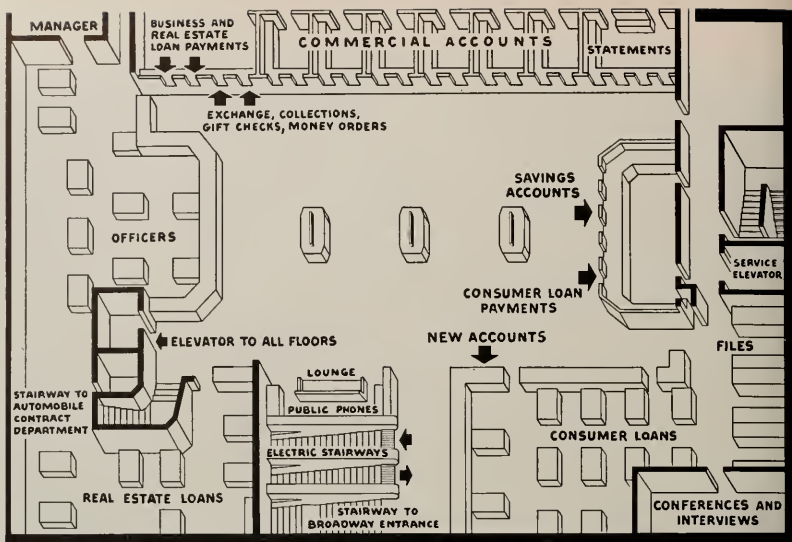 MANAGER
BUSINESS AND
REAL ESTATE
LOAN PAYMENTS
COMMERCIAL ACCOUNTS
STATEMENTS
EXCHANGE, COLLECTIONS,
GIFT CHECKS, MONEY ORDERS
SAVINGS
ACCOUNTS
OFFICERS
SERVICE
ELEVATOR
CONSUMER LOAN
PAYMENTS
ELEVATOR TO ALL FLOORS
NEW ACCOUNTS
FILES
LOUNGE
PUBLIC PHONES
STAIRWAY TO
AUTOMOBILE
CONTRACT
DEPARTMENT
ELECTRIC STAIRWAYS
CONSUMER LOANS
REAL ESTATE LOANS
STAIRWAY TO
BROADWAY ENTRANCE
CONFERENCES AND
INTERVIEWS